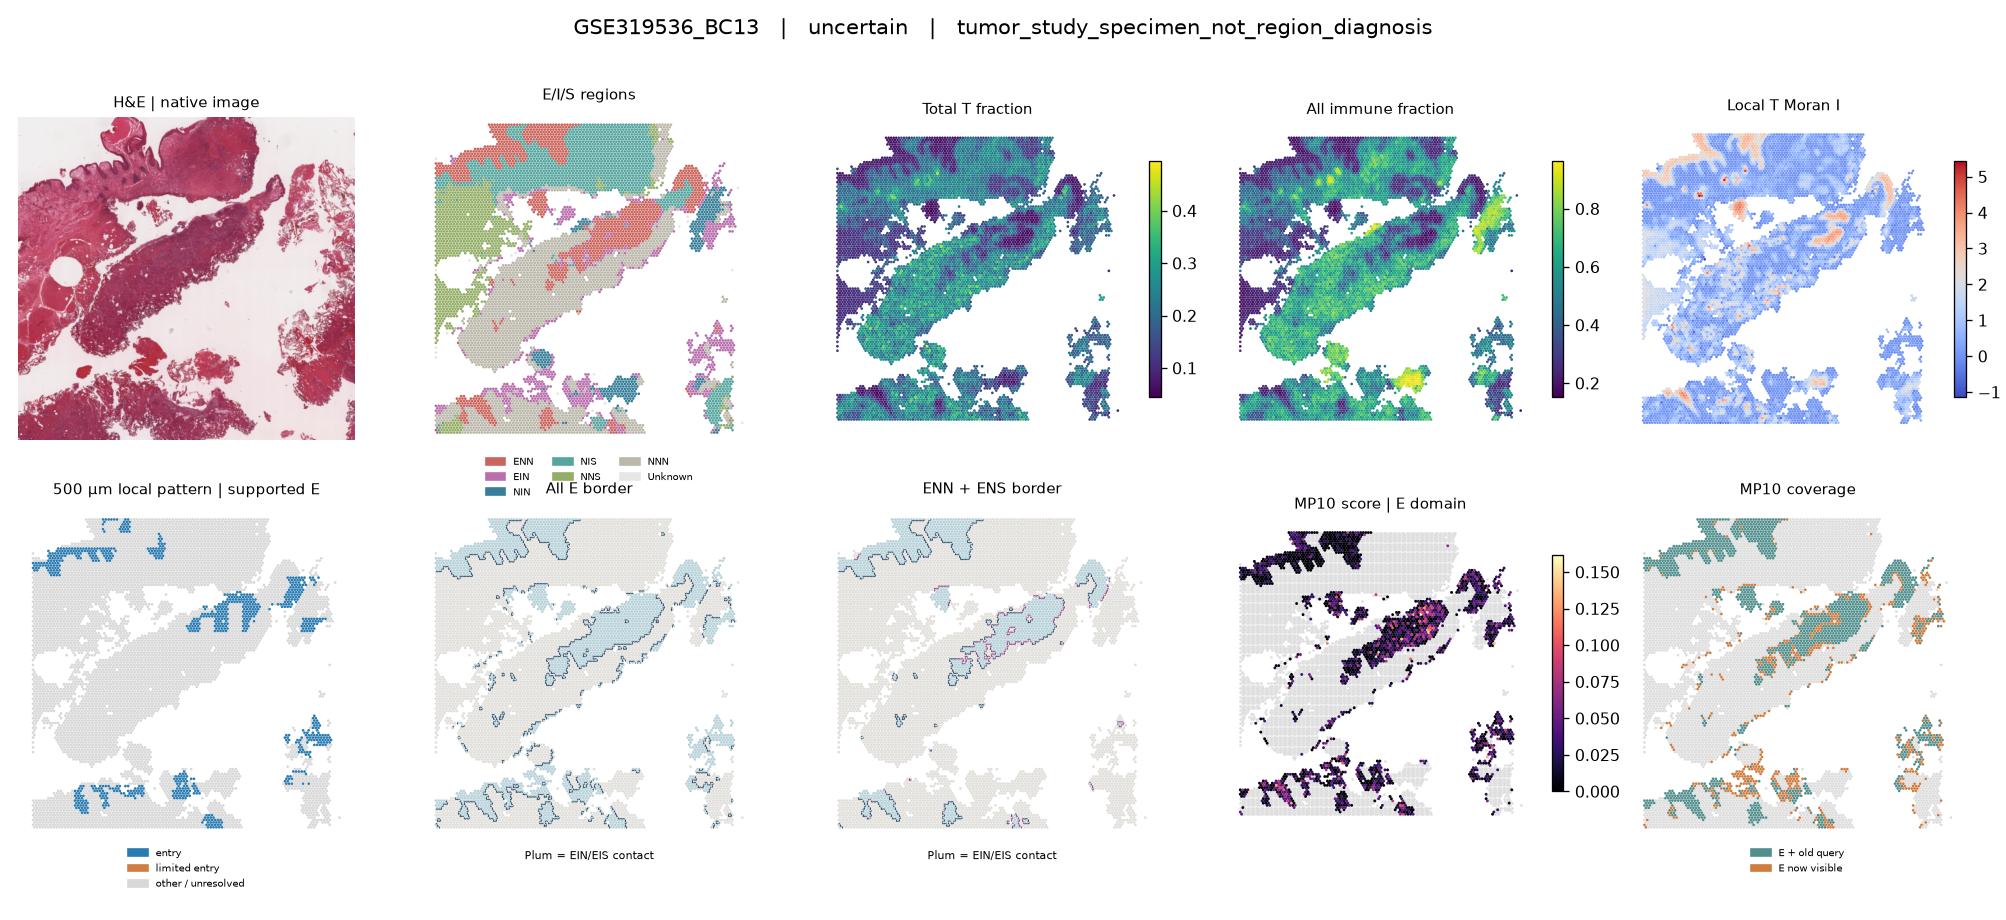 GSE319536_BC13 | uncertain | tumor_study_specimen_not_region_diagnosis
H&E | native image
E/I/S regions
Total T fraction
All immune fraction
Local T Moran I
0.4
0.3
0.2
0.1
0.8
0.6
0.4
0.2
5
4
3
2
1
0
−1
ENN
NIS
NNN
EIN
NNS
Unknown
NIN
500 µm local pattern | supported E
All E border
ENN + ENS border
MP10 score | E domain
MP10 coverage
0.150
0.125
0.100
0.075
0.050
0.025
0.000
entry
limited entry
other / unresolved
Plum = EIN/EIS contact
Plum = EIN/EIS contact
E + old query
E now visible